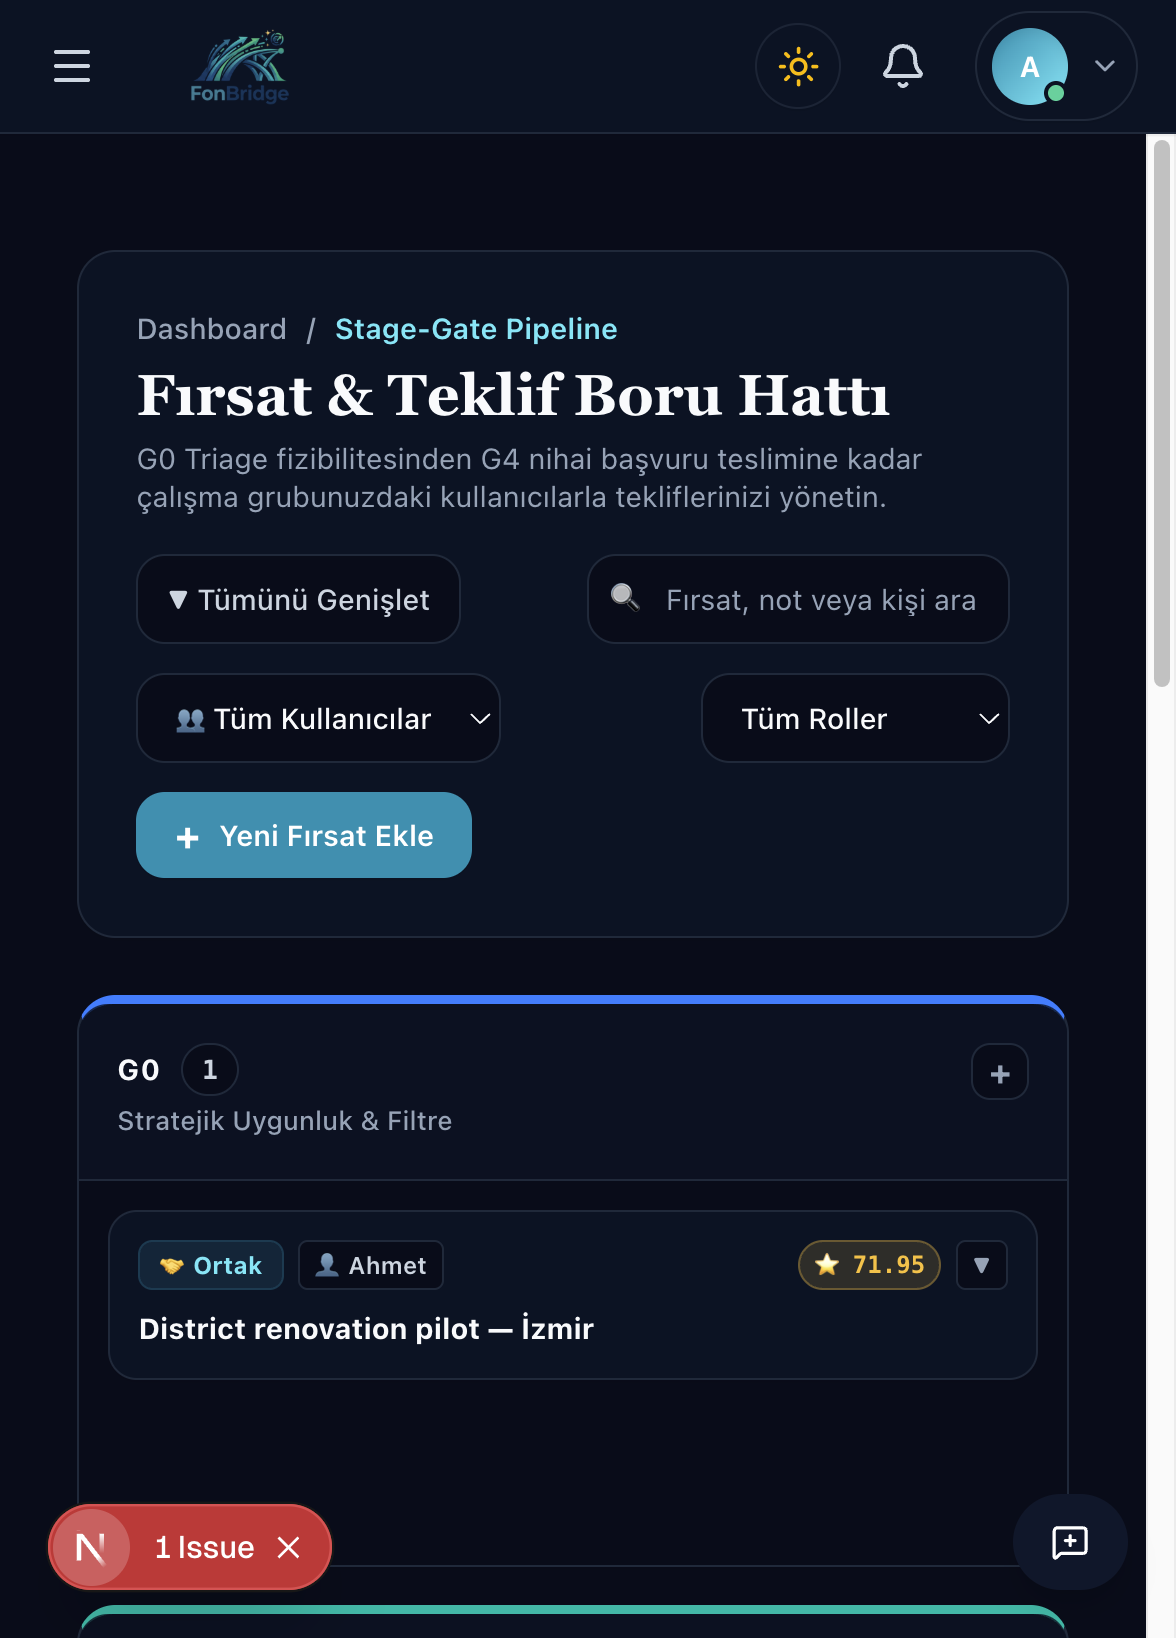 FonBridge
A
Dashboard / Stage-Gate Pipeline
Fırsat & Teklif Boru Hattı
G0 Triage fizibilitesinden G4 nihai başvuru teslimine kadar
çalışma grubunuzdaki kullanıcılarla tekliflerinizi yönetin.
▼ Tümünü Genişlet
Fırsat, not veya kişi ara
Tüm Kullanıcılar
Tüm Roller
+ Yeni Fırsat Ekle
G0 1
+
Stratejik Uygunluk & Filtre
Ortak Ahmet 71.95 ▼
District renovation pilot — İzmir
N 1 Issue